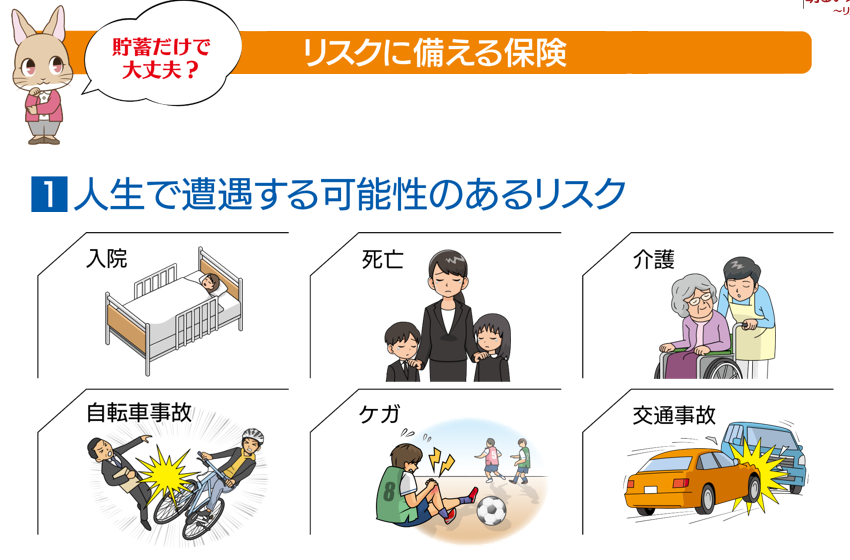 貯蓄だけで
大丈夫？
リスクに備える保険
1 人生で遭遇する可能性のあるリスク
入院
死亡
介護
自転車事故
ケガ
交通事故
8